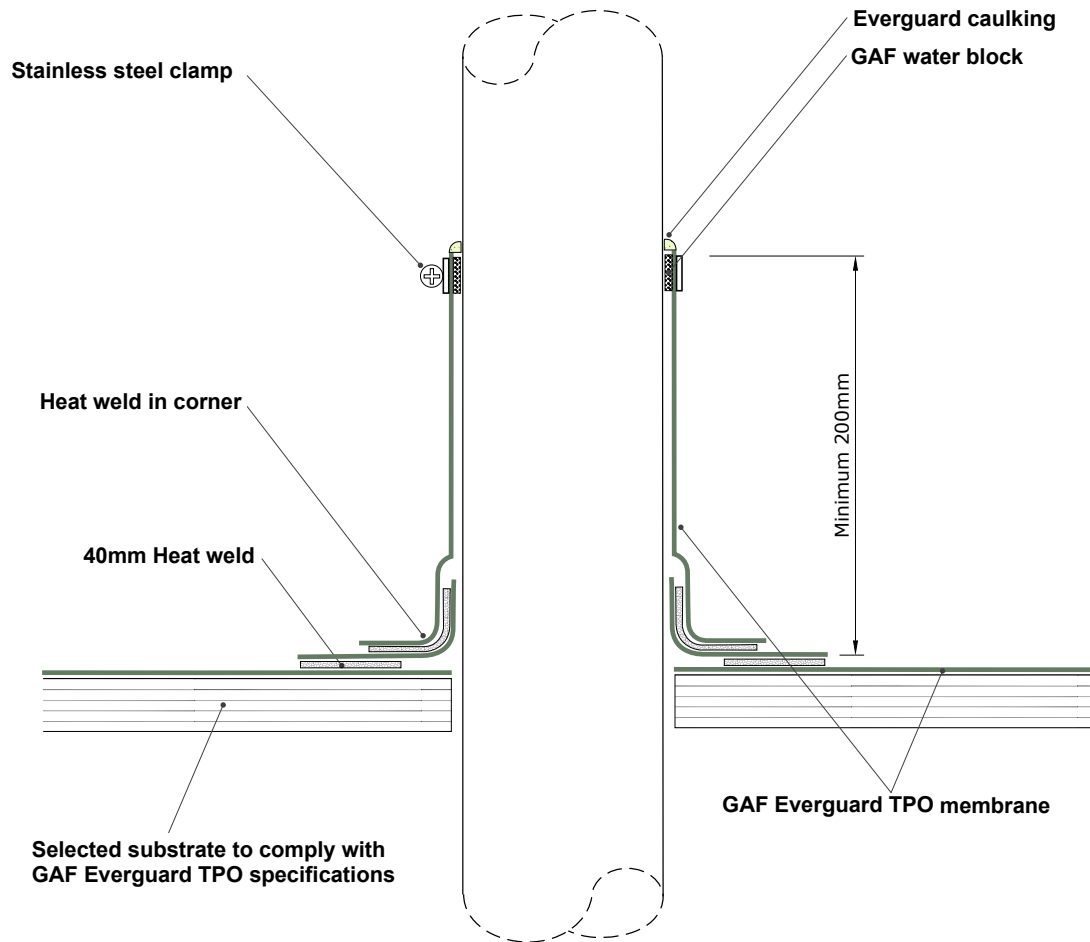 Everguard caulking
GAF water block
Stainless steel clamp
Heat weld in corner
Minimum 200mm
40mm Heat weld
GAF Everguard TPO membrane
Selected substrate to comply with
GAF Everguard TPO specifications